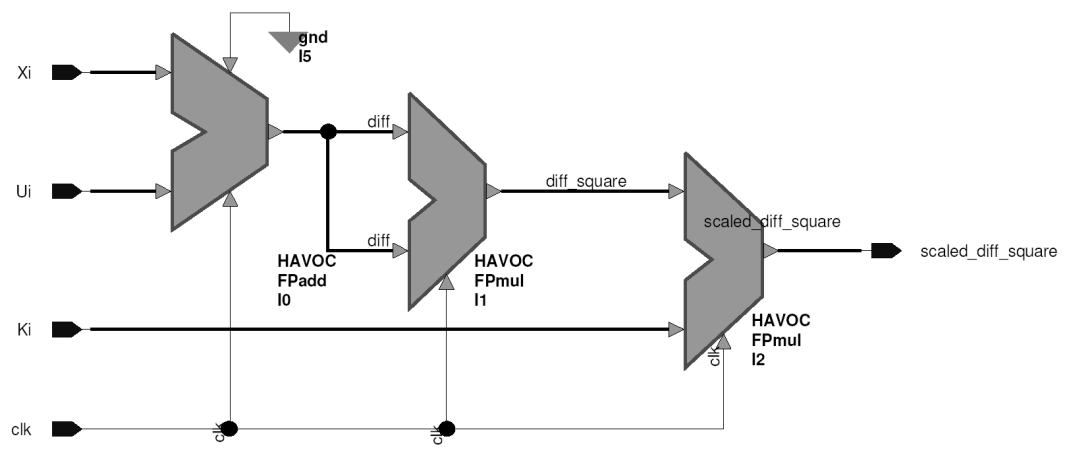 gnd
I5
Xi
diff
Ui
diff_square
scaled_diff_square
diff
scaled_diff_square
HAVOC
FPadd
I0
HAVOC
FPmul
I1
Ki
HAVOC
FPmul
I2
clk
clk
clk
clk